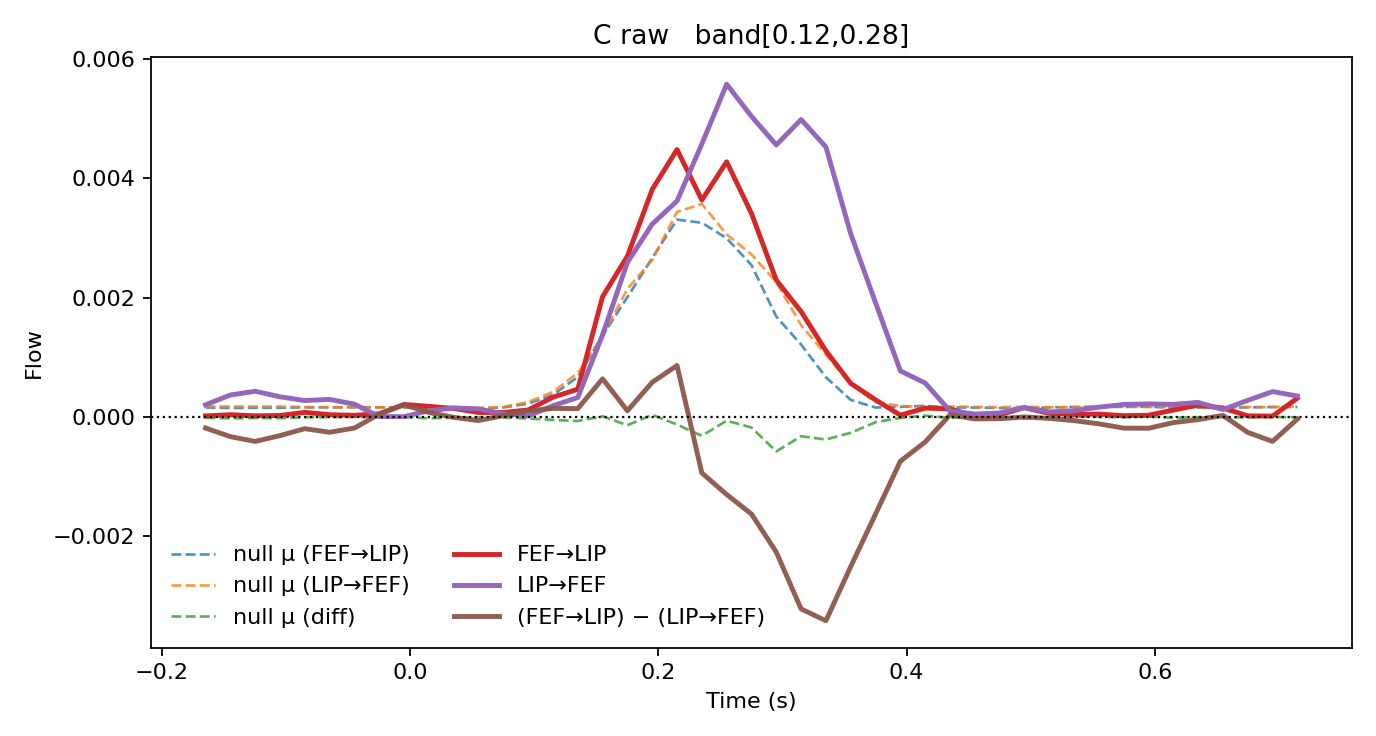 C raw   band[0.12,0.28]
0.006
0.004
0.002
0.000
−0.002
Flow
null μ (FEF→LIP)
null μ (LIP→FEF)
null μ (diff)
FEF→LIP
LIP→FEF
(FEF→LIP) − (LIP→FEF)
−0.2
0.0
0.2
0.4
0.6
Time (s)